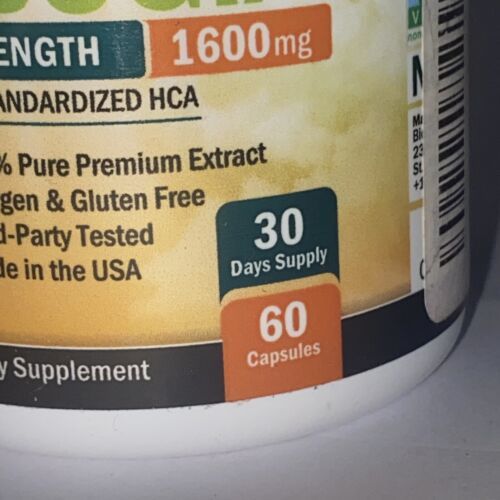 ENGTH 1600mg
ANDARDIZED HCA
% Pure Premium Extract
gen & Gluten Free
d-Party Tested
de in the USA
30
Days Supply
60
Capsules
y Supplement